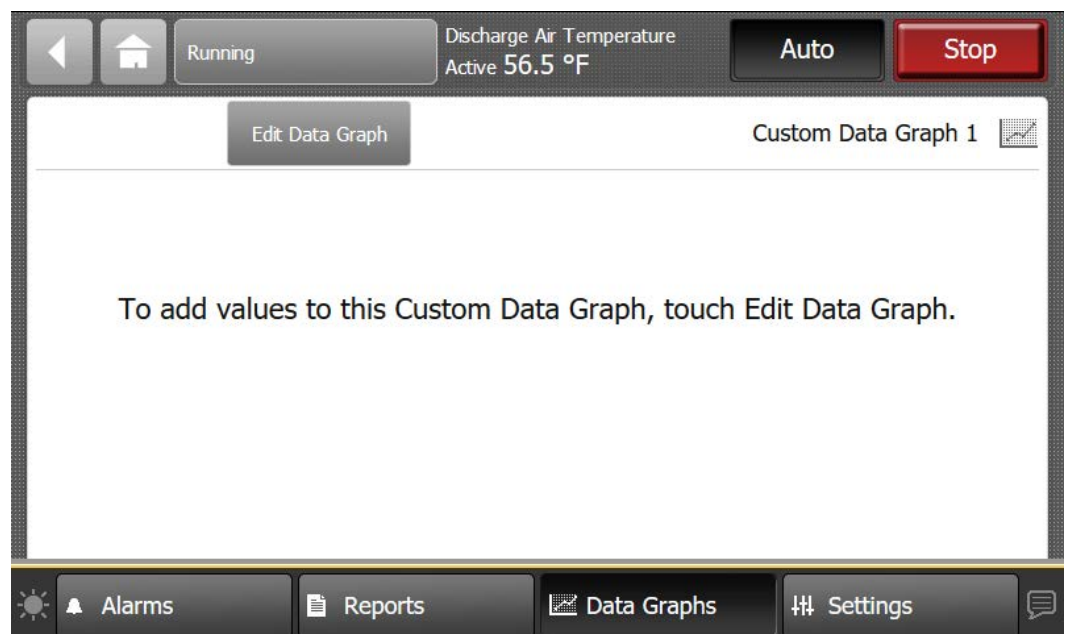 Running
Discharge Air Temperature
Active 56.5 °F
Auto
Stop
Edit Data Graph
Custom Data Graph 1
To add values to this Custom Data Graph, touch Edit Data Graph.
Alarms
Reports
Data Graphs
Settings